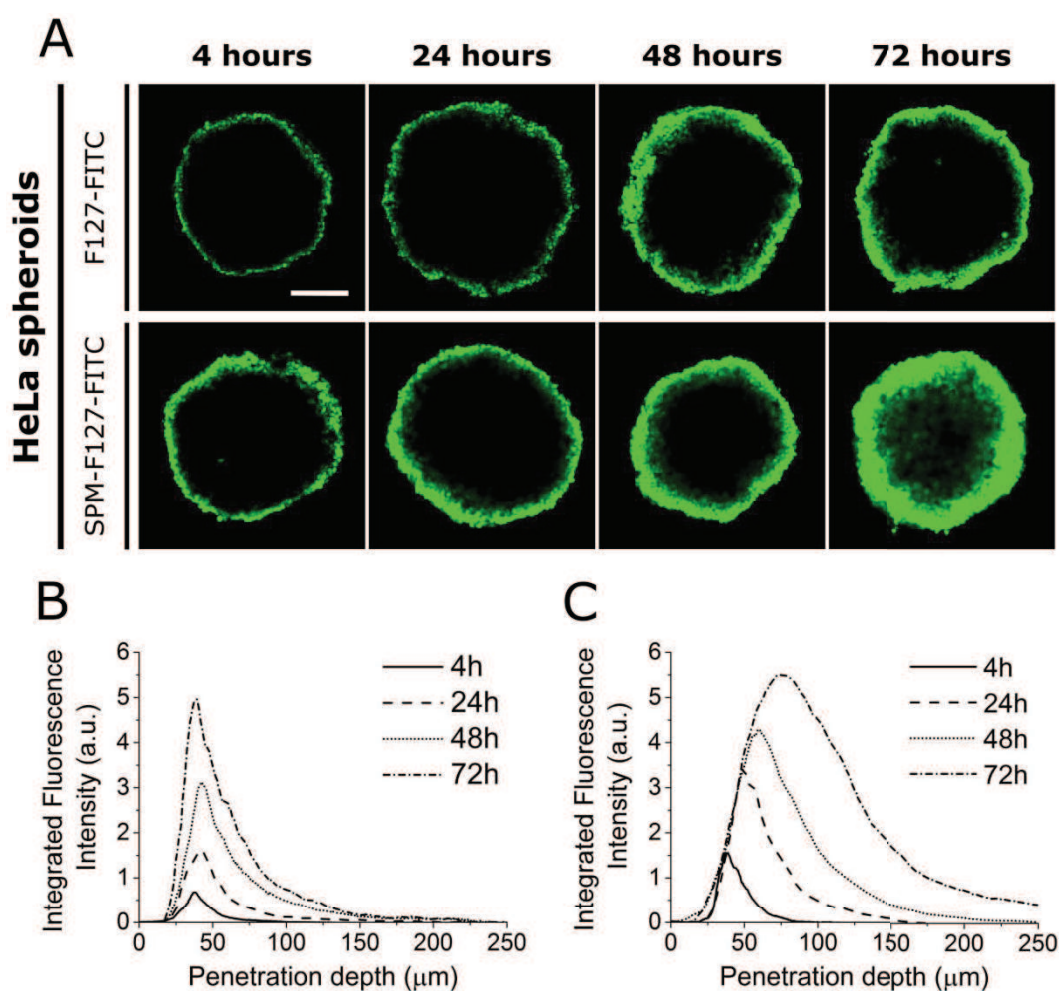 A
4 hours
24 hours
48 hours
72 hours
HeLa spheroids
F127-FITC
SPM-F127-FITC
B
Integrated Fluorescence
Intensity (a.u.)
6
5
4
3
2
1
0
4h
24h
48h
72h
0
50
100
150
200
250
Penetration depth (μm)
C
Integrated Fluorescence
Intensity (a.u.)
6
5
4
3
2
1
0
4h
24h
48h
72h
0
50
100
150
200
250
Penetration depth (μm)